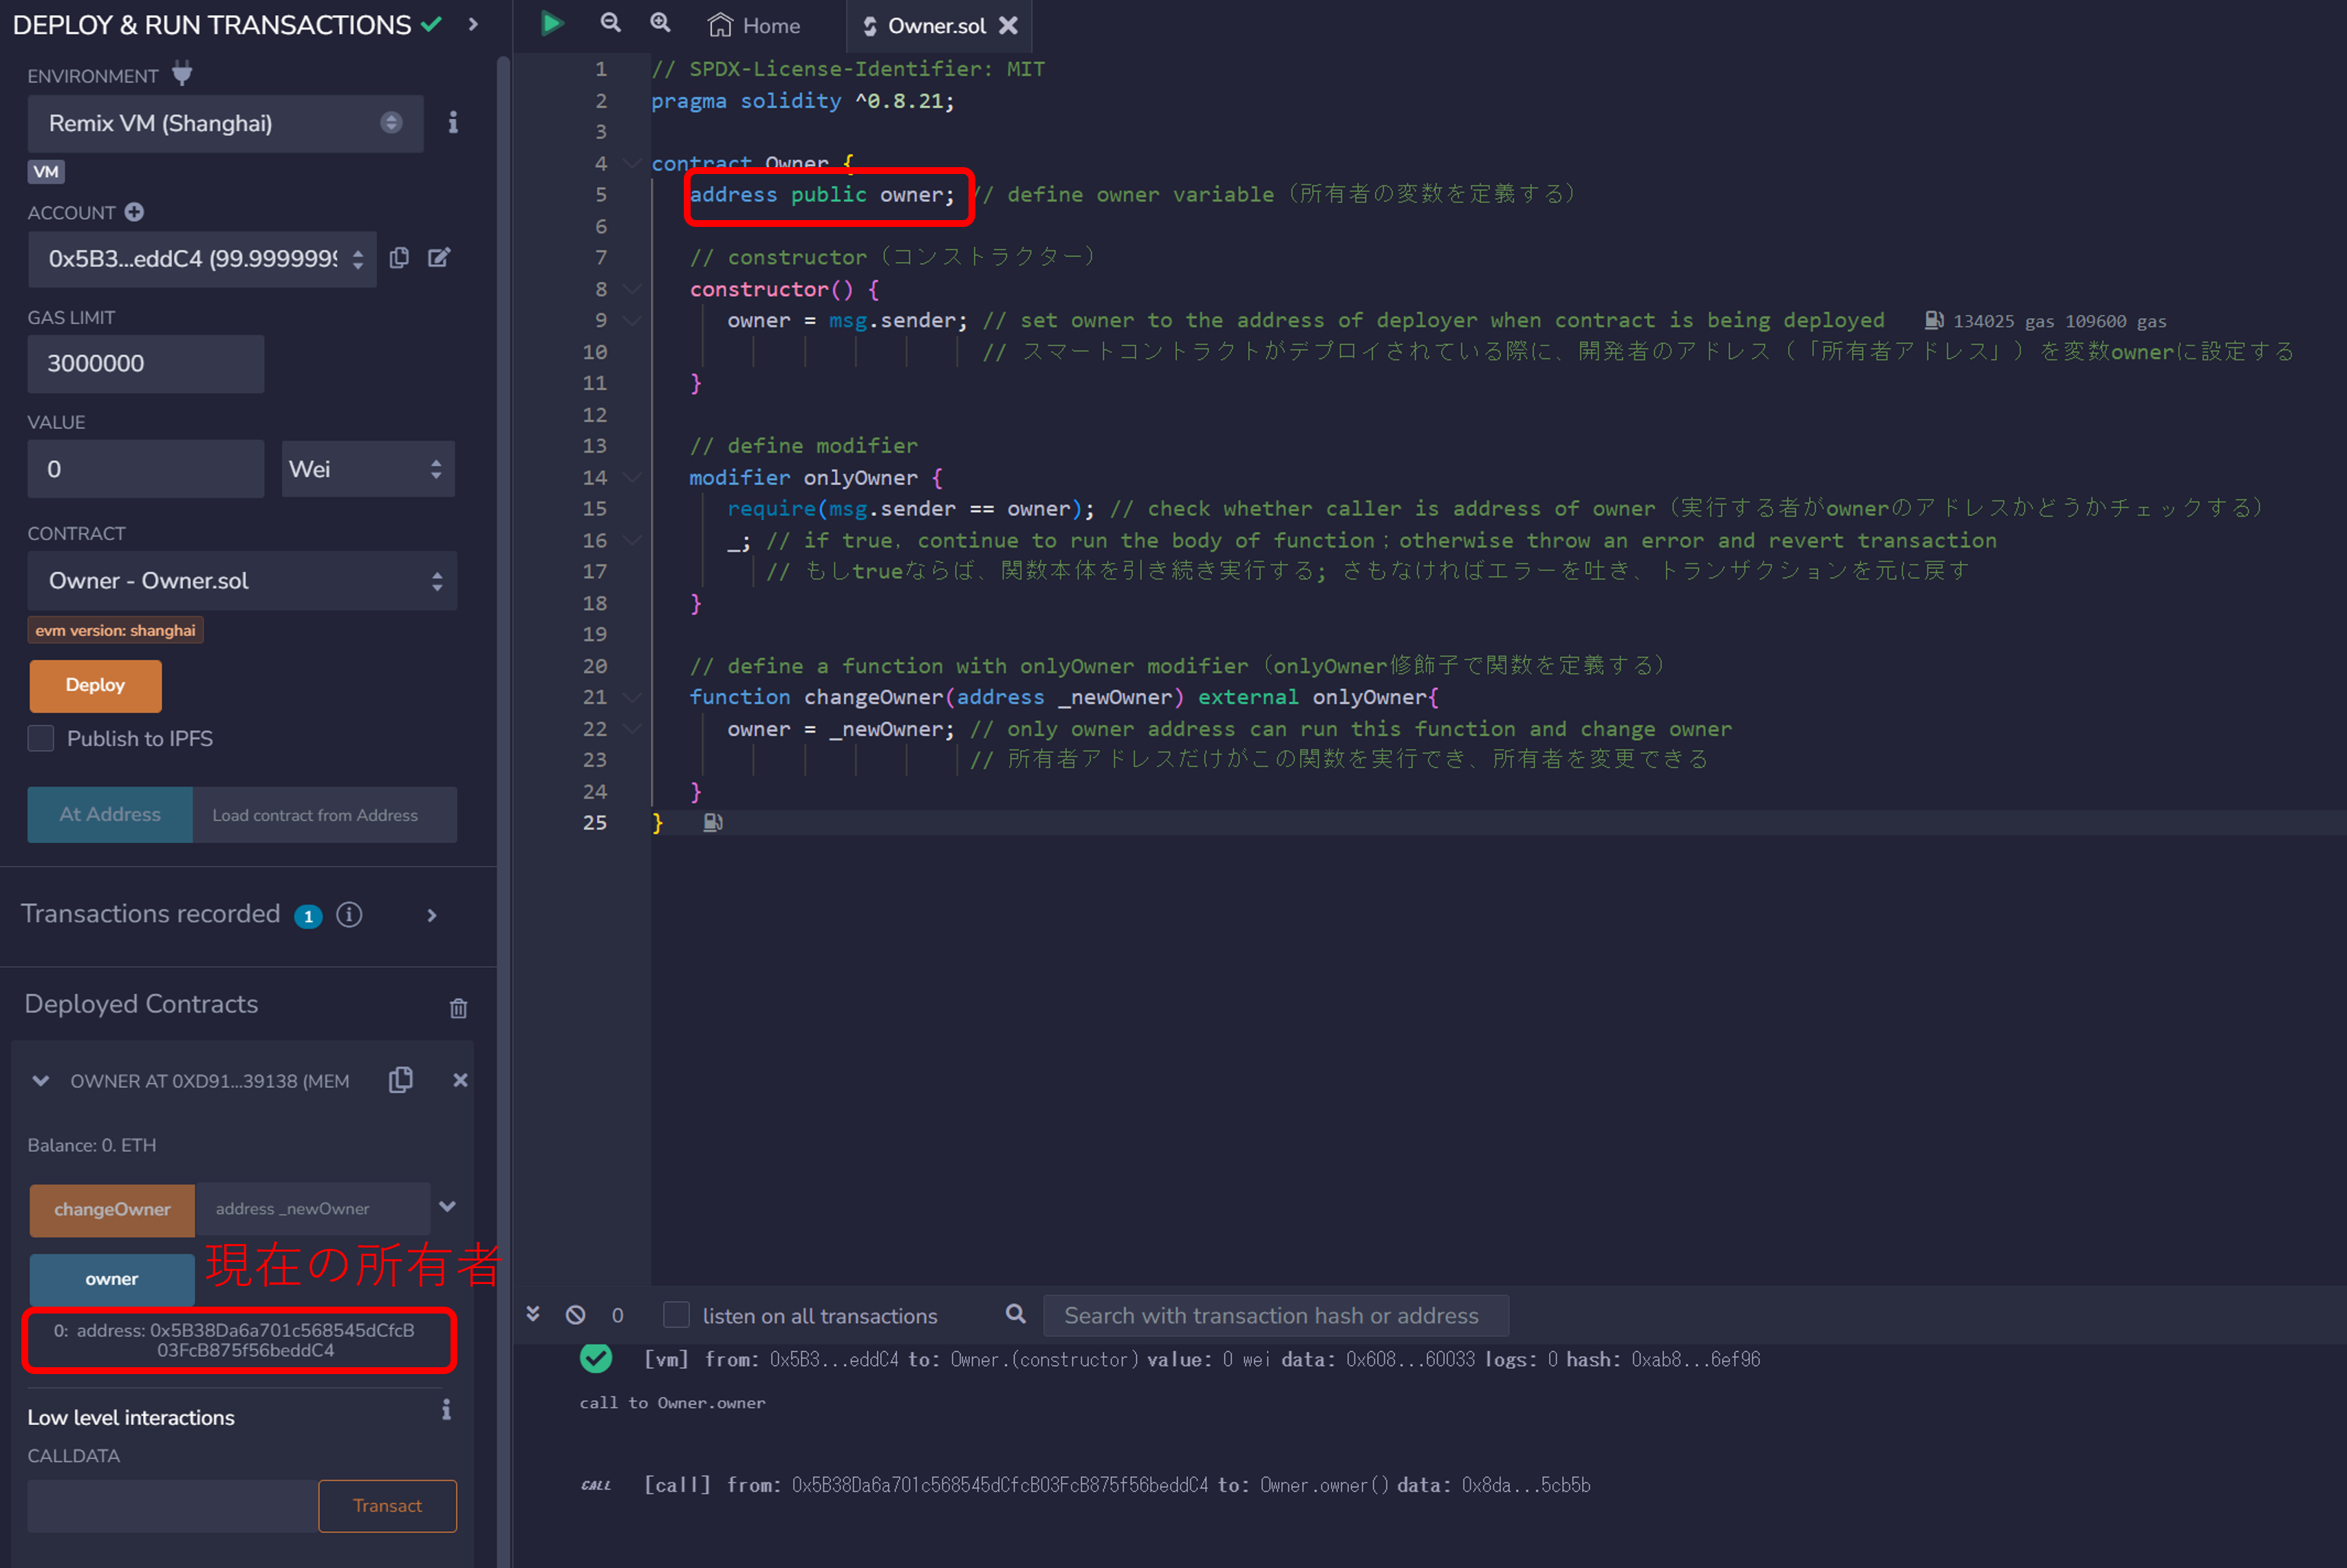 DEPLOY & RUN TRANSACTIONS
ENVIRONMENT
Remix VM (Shanghai)
VM
ACCOUNT
0x5B3...eddC4 (99.9999999
GAS LIMIT
3000000
VALUE
0
Wei
CONTRACT
Owner - Owner.sol
evm version: shanghai
Deploy
Publish to IPFS
At Address
Load contract from Address
Transactions recorded 1
Deployed Contracts
OWNER AT 0XD91...39138 (MEM
Balance: 0. ETH
changeOwner
address _newOwner
owner
現在の所有者
0: address: 0x5B38Da6a701c568545dCfcB
03FcB875f56beddC4
Low level interactions
CALLDATA
Transact
Home
Owner.sol
1 // SPDX-License-Identifier: MIT
2 pragma solidity ^0.8.21;
3
4 contract Owner {
5 address public owner; // define owner variable（所有者の変数を定義する）
6
7 // constructor（コンストラクター）
8 constructor() {
9 owner = msg.sender; // set owner to the address of deployer when contract is being deployed 134025 gas 109600 gas
10 // スマートコントラクトがデプロイされている際に、開発者のアドレス（「所有者アドレス」）を変数ownerに設定する
11 }
12
13 // define modifier
14 modifier onlyOwner {
15 require(msg.sender == owner); // check whether caller is address of owner（実行する者がownerのアドレスかどうかチェックする）
16 _; // if true, continue to run the body of function；otherwise throw an error and revert transaction
17 // もしtrueならば、関数本体を引き続き実行する; さもなければエラーを吐き、トランザクションを元に戻す
18 }
19
20 // define a function with onlyOwner modifier（onlyOwner修飾子で関数を定義する）
21 function changeOwner(address _newOwner) external onlyOwner{
22 owner = _newOwner; // only owner address can run this function and change owner
23 // 所有者アドレスだけがこの関数を実行でき、所有者を変更できる
24 }
25 }
0
listen on all transactions
Search with transaction hash or address
[vm] from: 0x5B3...eddC4 to: Owner.(constructor) value: 0 wei data: 0x608...60033 logs: 0 hash: 0xab8...6ef96
call to Owner.owner
CALL [call] from: 0x5B38Da6a701c568545dCfcB03FcB875f56beddC4 to: Owner.owner() data: 0x8da...5cb5b